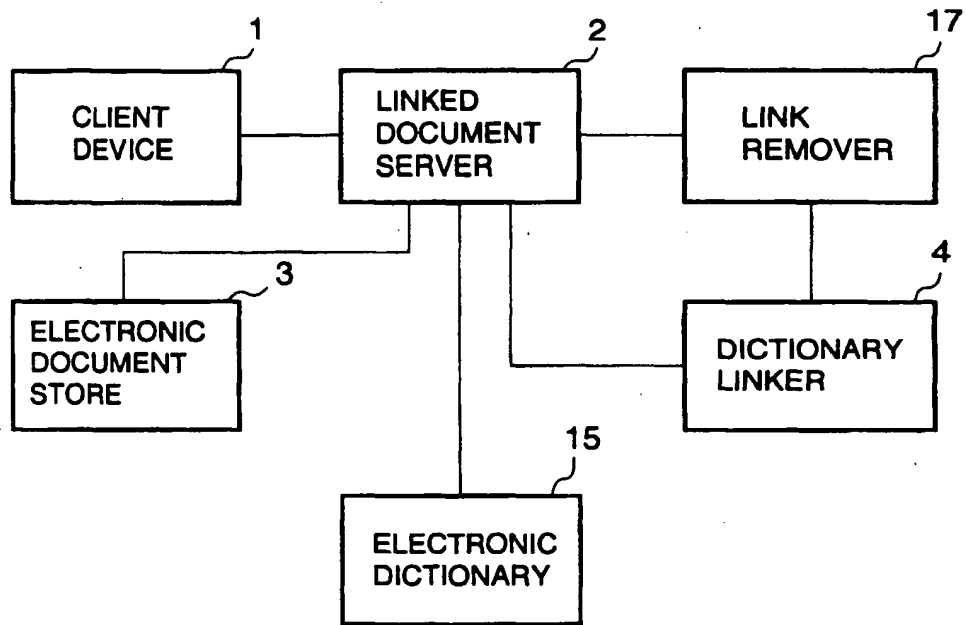 1
CLIENT
DEVICE
2
LINKED
DOCUMENT
SERVER
17
LINK
REMOVER
3
ELECTRONIC
DOCUMENT
STORE
4
DICTIONARY
LINKER
15
ELECTRONIC
DICTIONARY